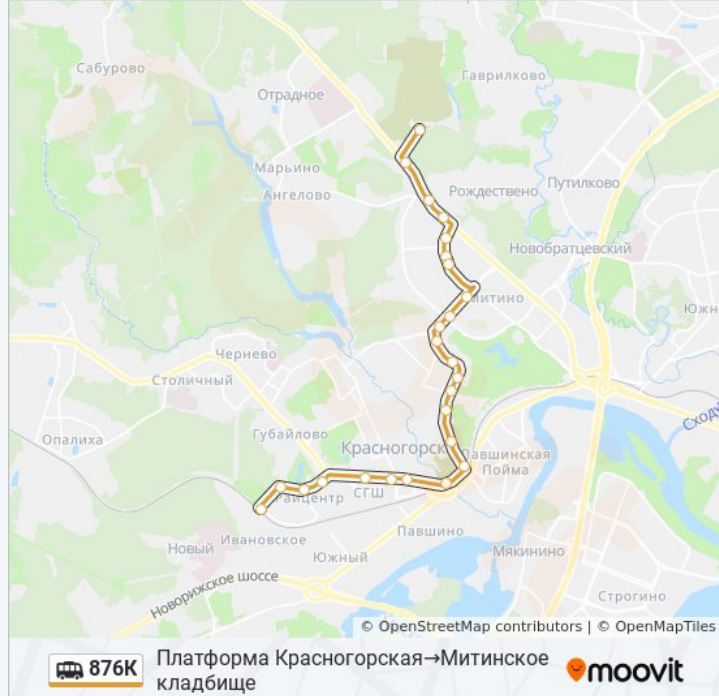 Сабурово
Гаврилково
Отрадное
Марьино
Ангелово
Рождествено
Путилково
Новобратцевский
Митино
Южн
Чернево
Столичный
Губайлово
Опалиха
Сходн
Красногорск
Павшинская
Пойма
Райцентр
СГШ
Ивановское
Павшино
Новый
Южный
Мякинино
Новорижское шоссе
Строгино
© OpenStreetMap contributors | © OpenMapTiles
876К Платформа Красногорская→Митинское
кладбище
moovit